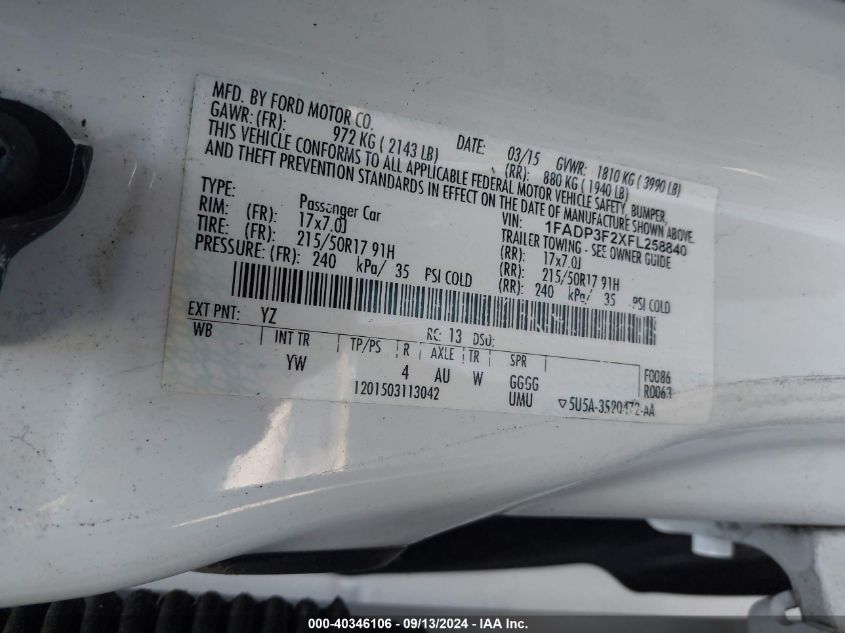 MFD. BY FORD MOTOR CO.
DATE: 03/15 GVWR: 1810 KG ( 3990 LB)
GAWR: (FR): 972 KG ( 2143 LB) (RR): 880 KG ( 1940 LB)
THIS VEHICLE CONFORMS TO ALL APPLICABLE FEDERAL MOTOR VEHICLE SAFETY, BUMPER,
AND THEFT PREVENTION STANDARDS IN EFFECT ON THE DATE OF MANUFACTURE SHOWN ABOVE.
VIN: 1FADP3F2XFL258840
TYPE: Passenger Car TRAILER TOWING - SEE OWNER GUIDE
RIM: (FR): 17x7.0J (RR): 17x7.0J
TIRE: (FR): 215/50R17 91H (RR): 215/50R17 91H
PRESSURE: (FR): 240 kPa/ 35 PSI COLD (RR): 240 kPa/ 35 PSI COLD
EXT PNT: YZ RC: 13 DSO:
WB INT TR TP/PS R AXLE TR SPR
YW 4 AU W GGGG F0086
1201503113042 UMU R0063
▽5U5A-3520472-AA
000-40346106 - 09/13/2024 - IAA Inc.